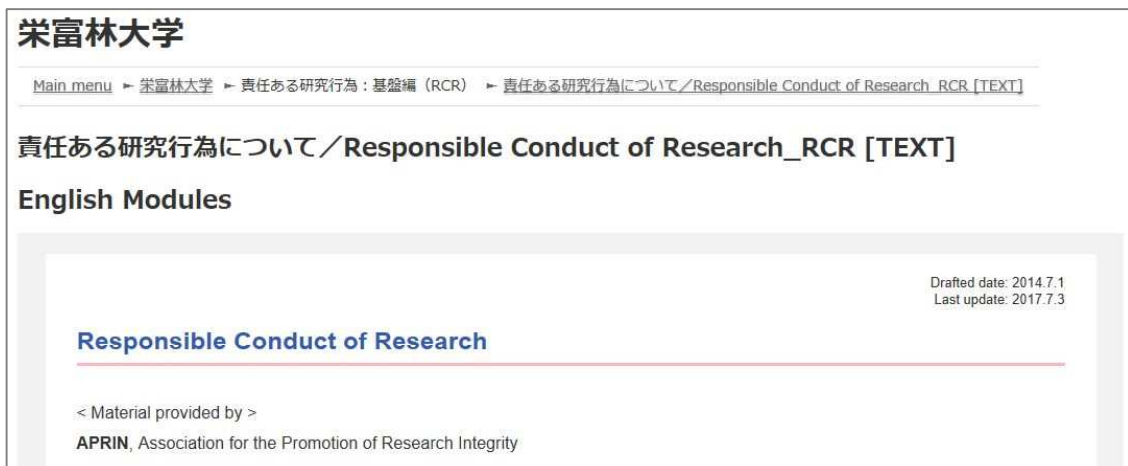 栄富林大学
Main menu ► 栄富林大学 ► 責任ある研究行為:基盤編（RCR） ► 責任ある研究行為について／Responsible Conduct of Research_RCR [TEXT]
責任ある研究行為について／Responsible Conduct of Research_RCR [TEXT]
English Modules
Drafted date: 2014.7.1
Last update: 2017.7.3
Responsible Conduct of Research
< Material provided by >
APRIN, Association for the Promotion of Research Integrity